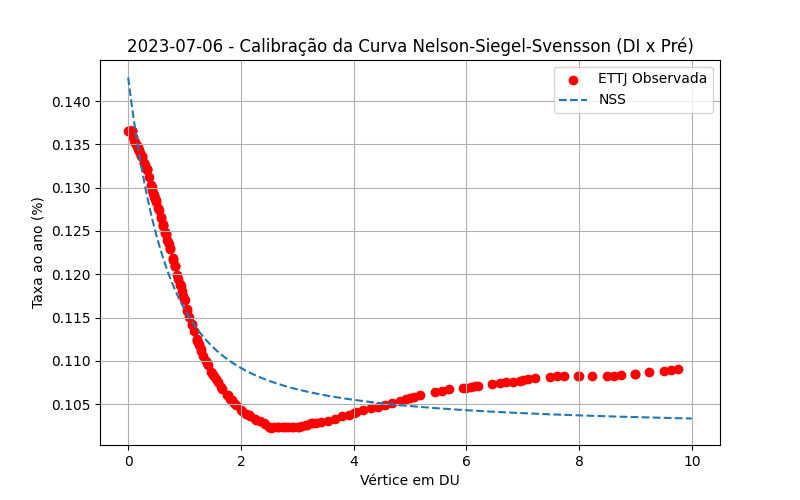 2023-07-06 - Calibração da Curva Nelson-Siegel-Svensson (DI x Pré)
ETTJ Observada
NSS
Taxa ao ano (%)
0.140
0.135
0.130
0.125
0.120
0.115
0.110
0.105
0 2 4 6 8 10
Vértice em DU